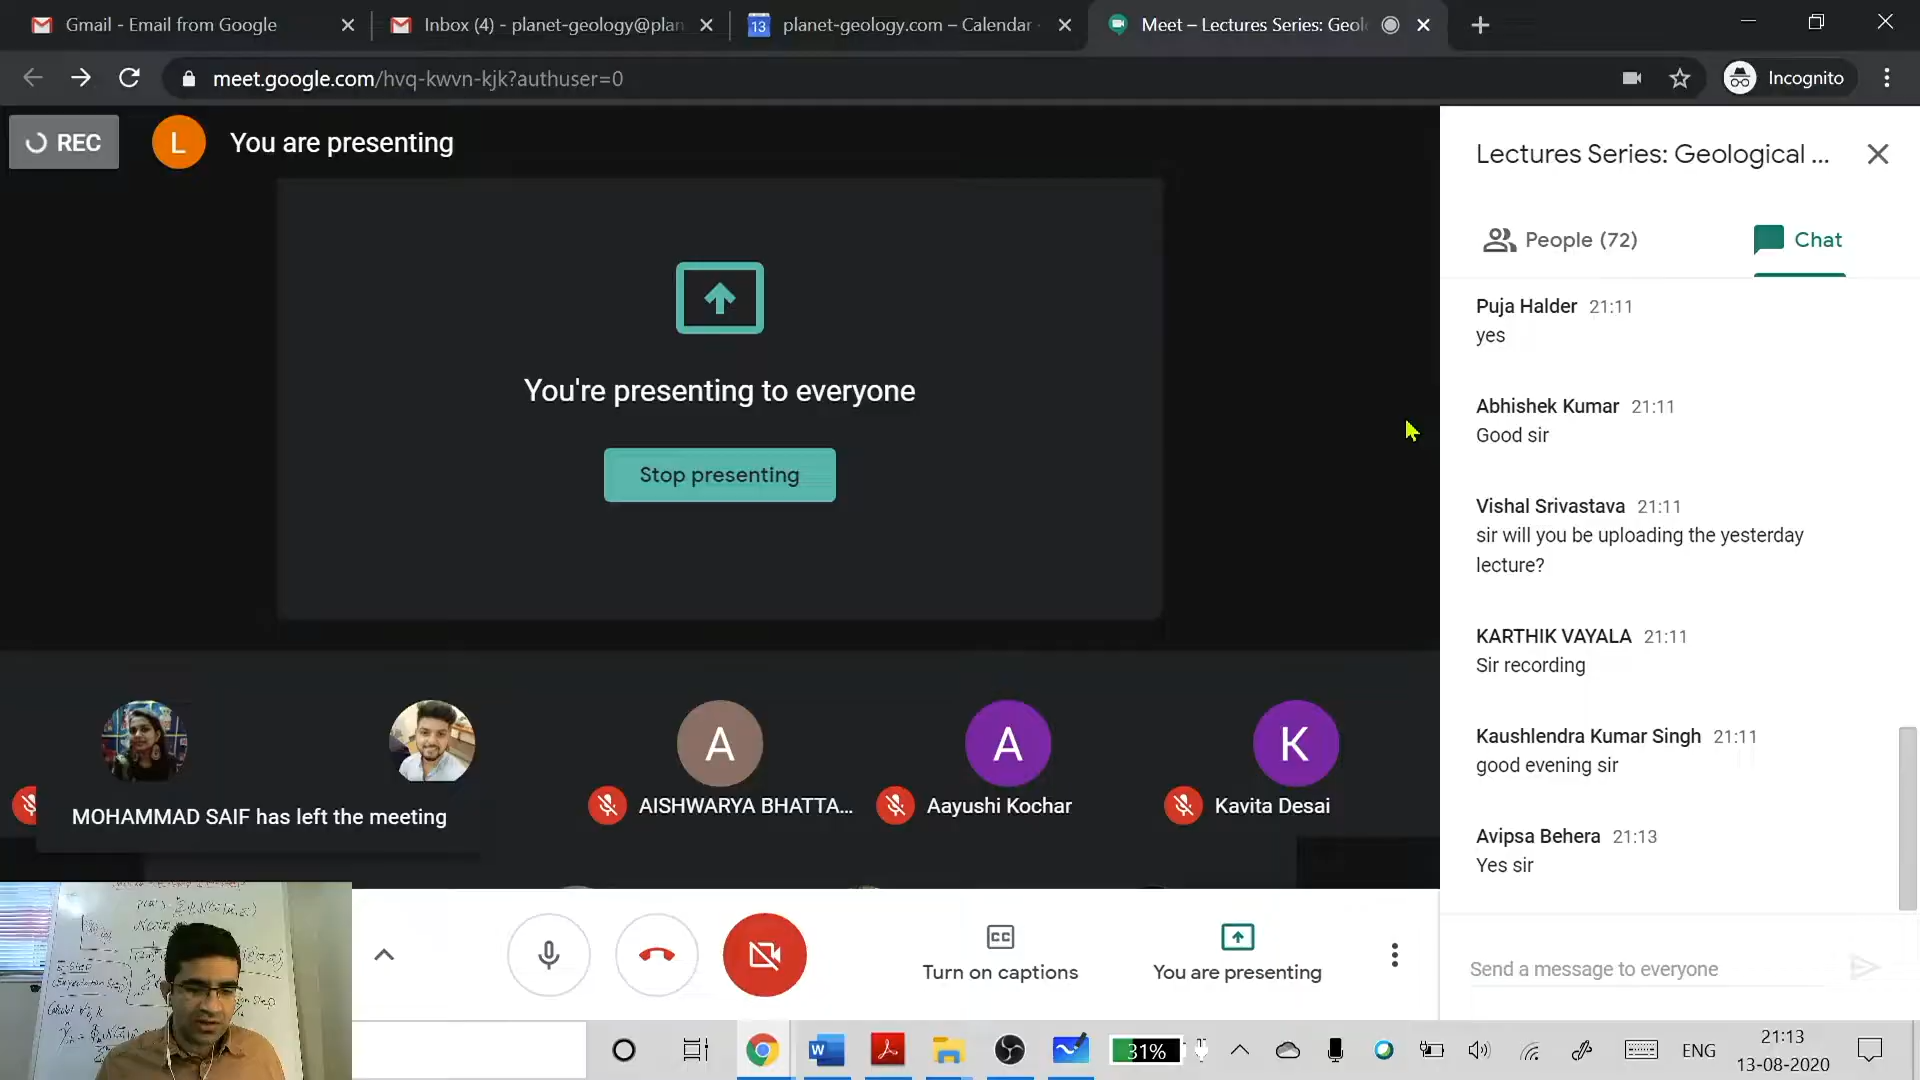 Gmail - Email from Google
Inbox (4) - planet-geology@plan
13
planet-geology.com – Calendar
Meet – Lectures Series: Geol
meet.google.com/hvq-kwvn-kjk?authuser=0
Incognito
REC
L
You are presenting
You're presenting to everyone
Stop presenting
MOHAMMAD SAIF has left the meeting
A
AISHWARYA BHATTA...
A
Aayushi Kochar
K
Kavita Desai
Turn on captions
You are presenting
Lectures Series: Geological ...
People (72)
Chat
Puja Halder 21:11
yes
Abhishek Kumar 21:11
Good sir
Vishal Srivastava 21:11
sir will you be uploading the yesterday
lecture?
KARTHIK VAYALA 21:11
Sir recording
Kaushlendra Kumar Singh 21:11
good evening sir
Avipsa Behera 21:13
Yes sir
Send a message to everyone
31%
ENG
21:13
13-08-2020